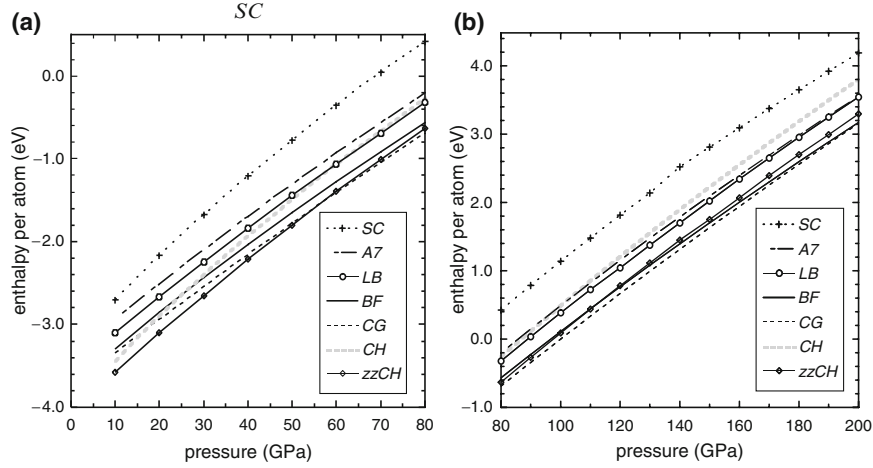 SC
(a)
0.0
−1.0
−2.0
−3.0
−4.0
enthalpy per atom (eV)
0 10 20 30 40 50 60 70 80
pressure (GPa)
SC
A7
LB
BF
CG
CH
zzCH
(b)
4.0
3.0
2.0
1.0
0.0
−1.0
enthalpy per atom (eV)
80 100 120 140 160 180 200
pressure (GPa)
SC
A7
LB
BF
CG
CH
zzCH